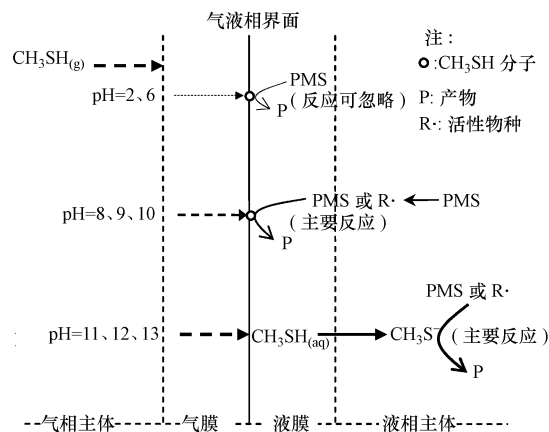 气液相界面
CH₃SH(g)
注：
:CH₃SH 分子
P: 产物
R·: 活性物种
pH=2、6
PMS
(反应可忽略)
P
pH=8、9、10
PMS 或 R·
PMS
(主要反应)
P
PMS 或 R·
pH=11、12、13
CH₃SH(aq)
CH₃S⁻
(主要反应)
P
气相主体
气膜
液膜
液相主体